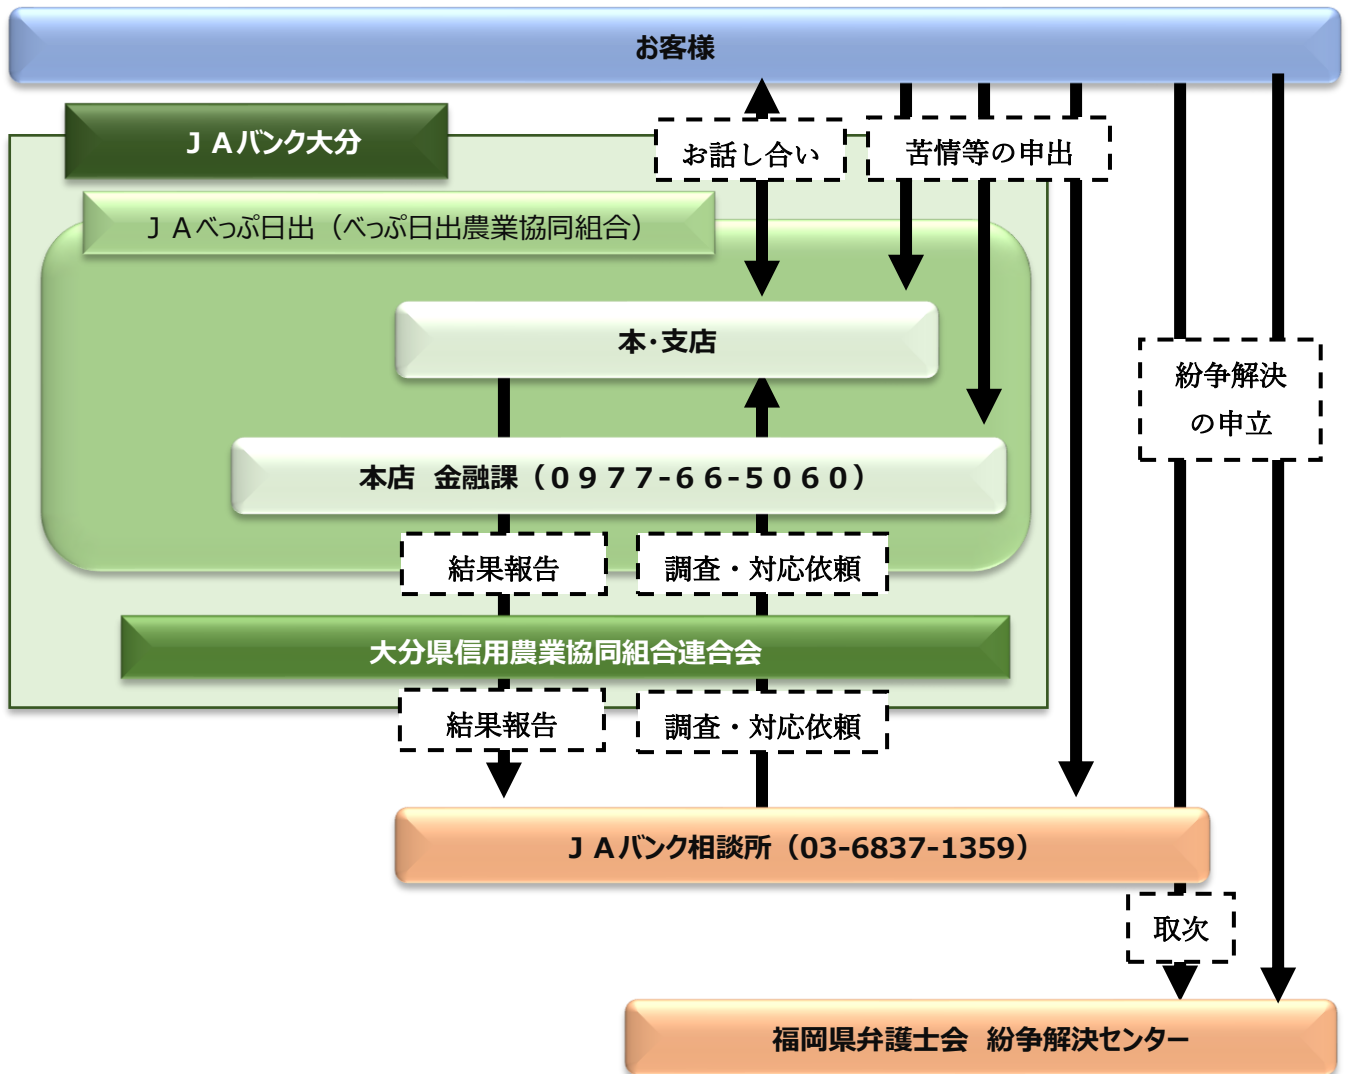 お客様
ＪＡバンク大分
お話し合い
苦情等の申出
ＪＡべっぷ日出（べっぷ日出農業協同組合）
本・支店
紛争解決
の申立
本店 金融課（０９７７-６６-５０６０）
結果報告
調査・対応依頼
大分県信用農業協同組合連合会
結果報告
調査・対応依頼
ＪＡバンク相談所（03-6837-1359）
取次
福岡県弁護士会 紛争解決センター